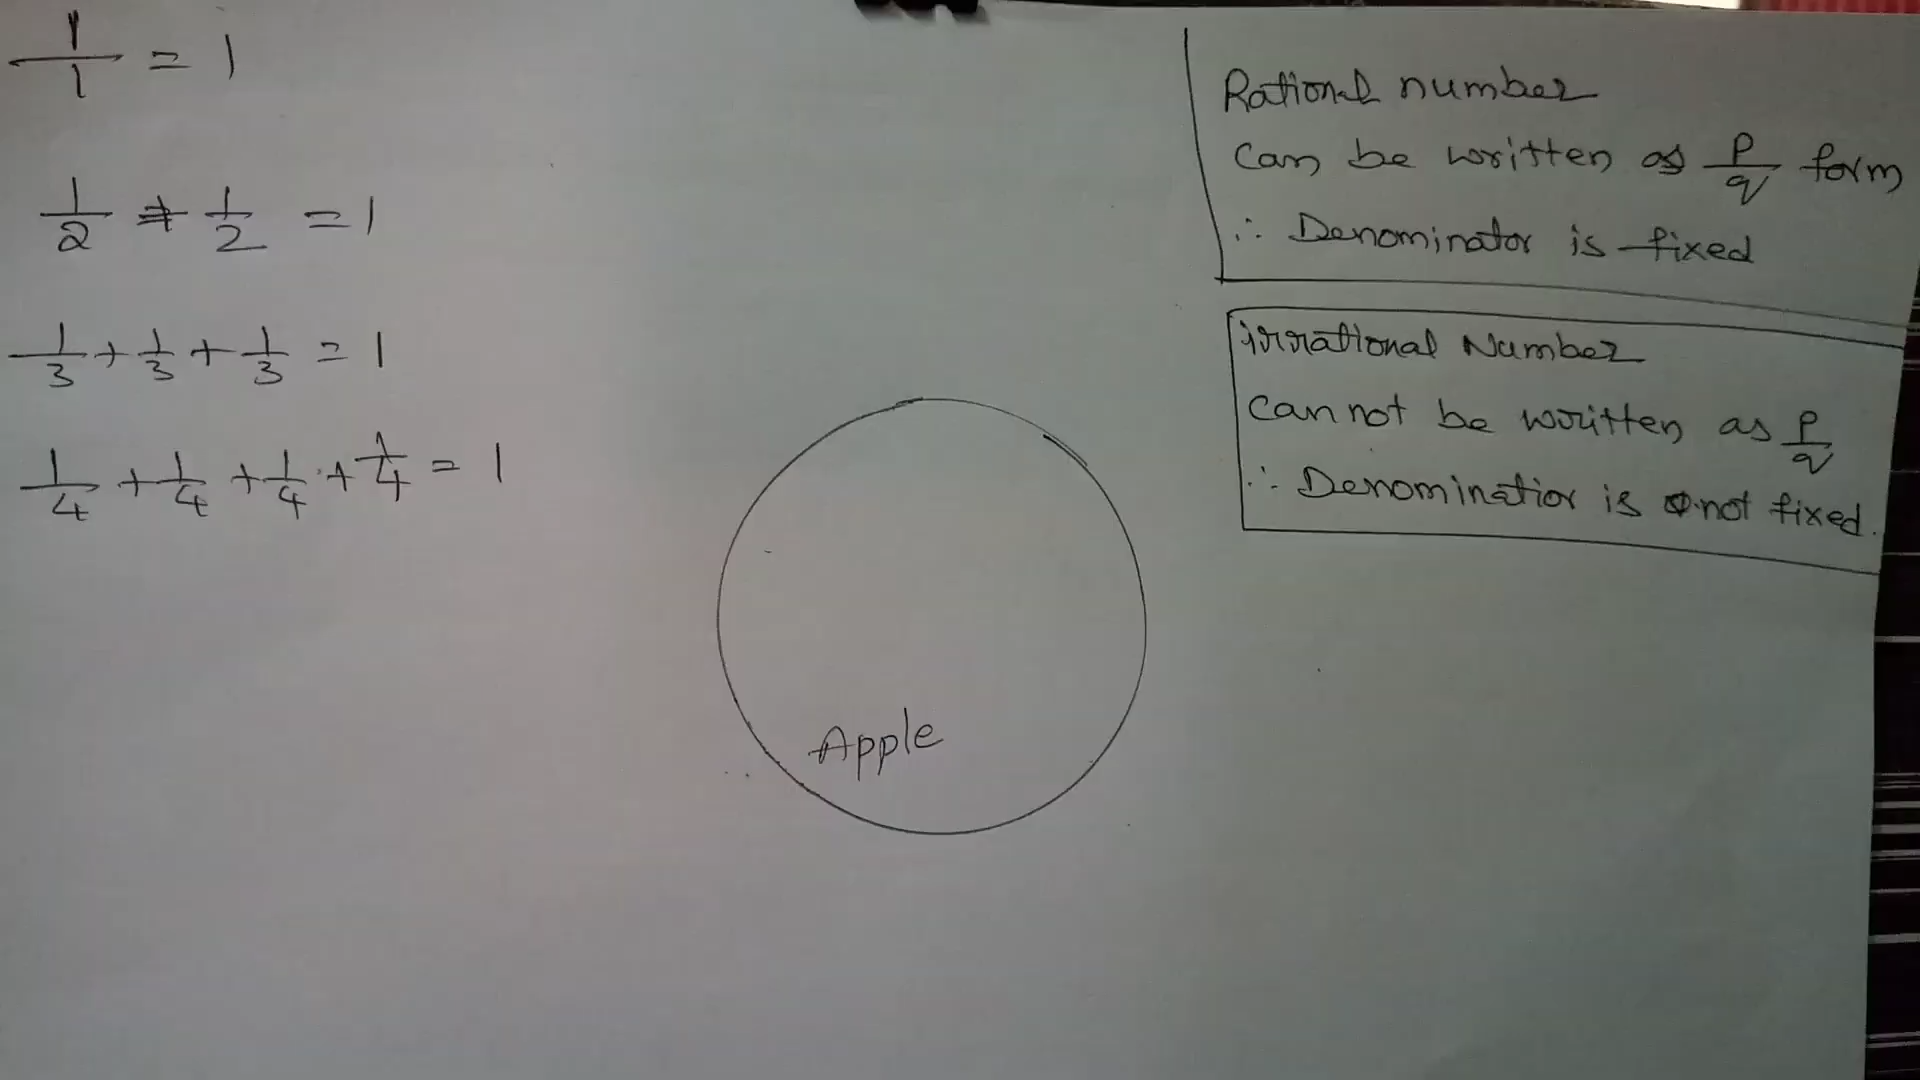 1/1 = 1
1/2 + 1/2 = 1
1/3 + 1/3 + 1/3 = 1
1/4 + 1/4 + 1/4 + 1/4 = 1
Apple
Rational number
can be written as p/q form
∴ Denominator is fixed
irrational Number
cannot be written as p/q
∴ Denominatior is not fixed.